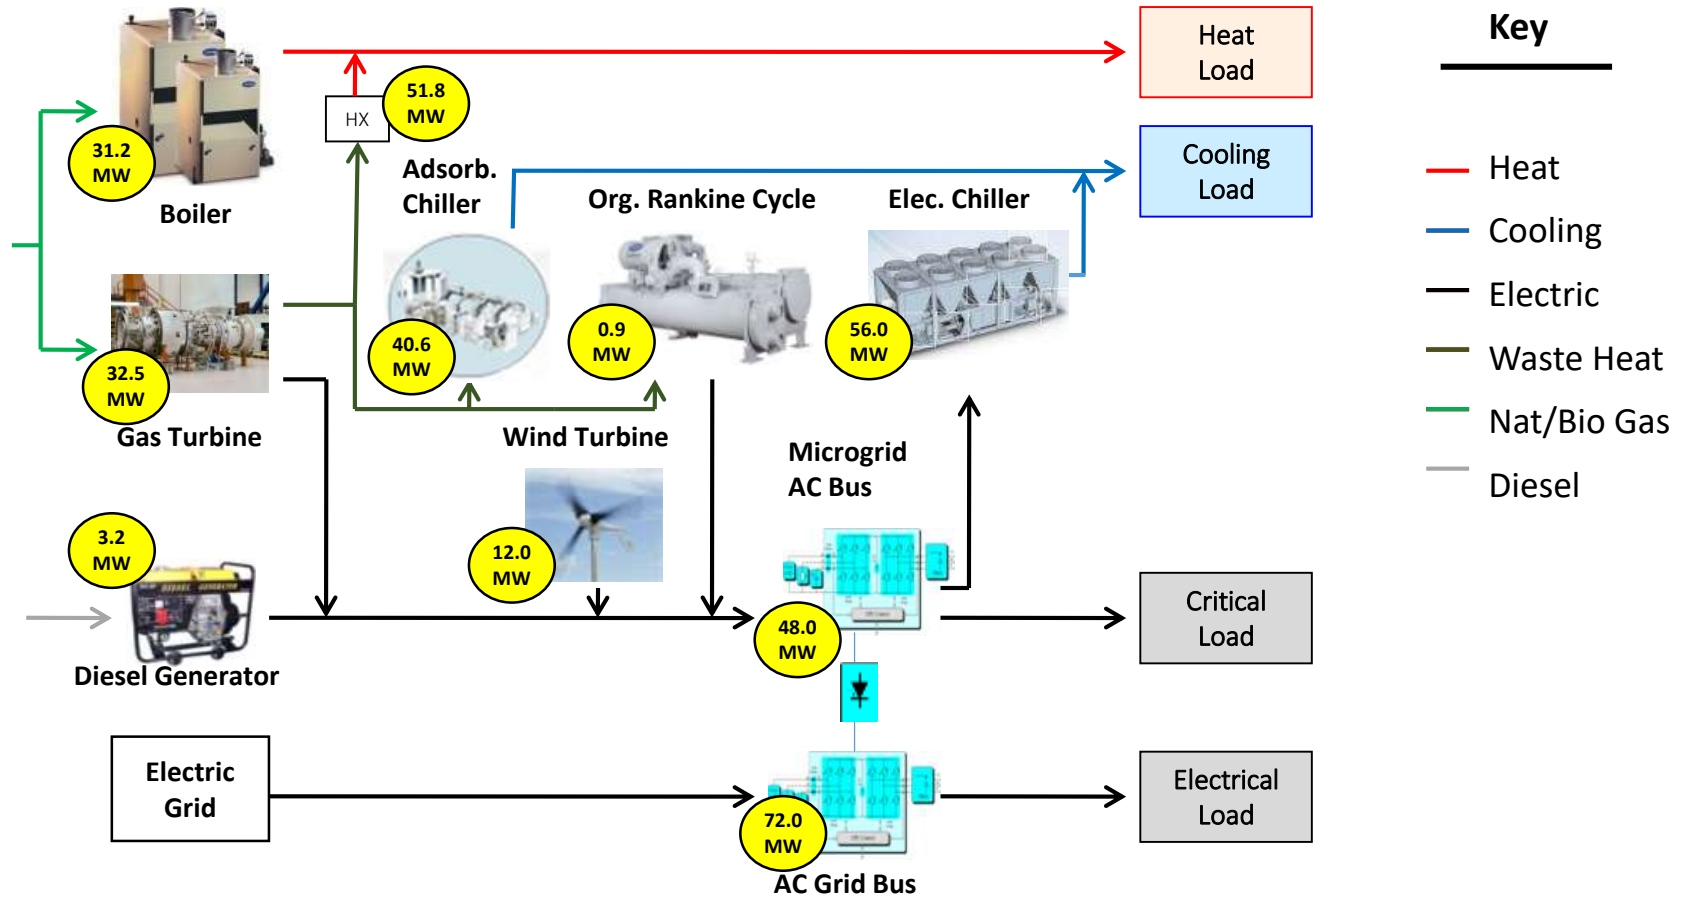 Key
Heat
Load
51.8
MW
HX
31.2
MW
Boiler
Adsorb.
Chiller
Org. Rankine Cycle
Elec. Chiller
Cooling
Load
Heat
Cooling
Electric
Waste Heat
Nat/Bio Gas
Diesel
32.5
MW
Gas Turbine
40.6
MW
0.9
MW
56.0
MW
Wind Turbine
12.0
MW
Microgrid
AC Bus
3.2
MW
Diesel Generator
48.0
MW
Critical
Load
Electric
Grid
72.0
MW
AC Grid Bus
Electrical
Load